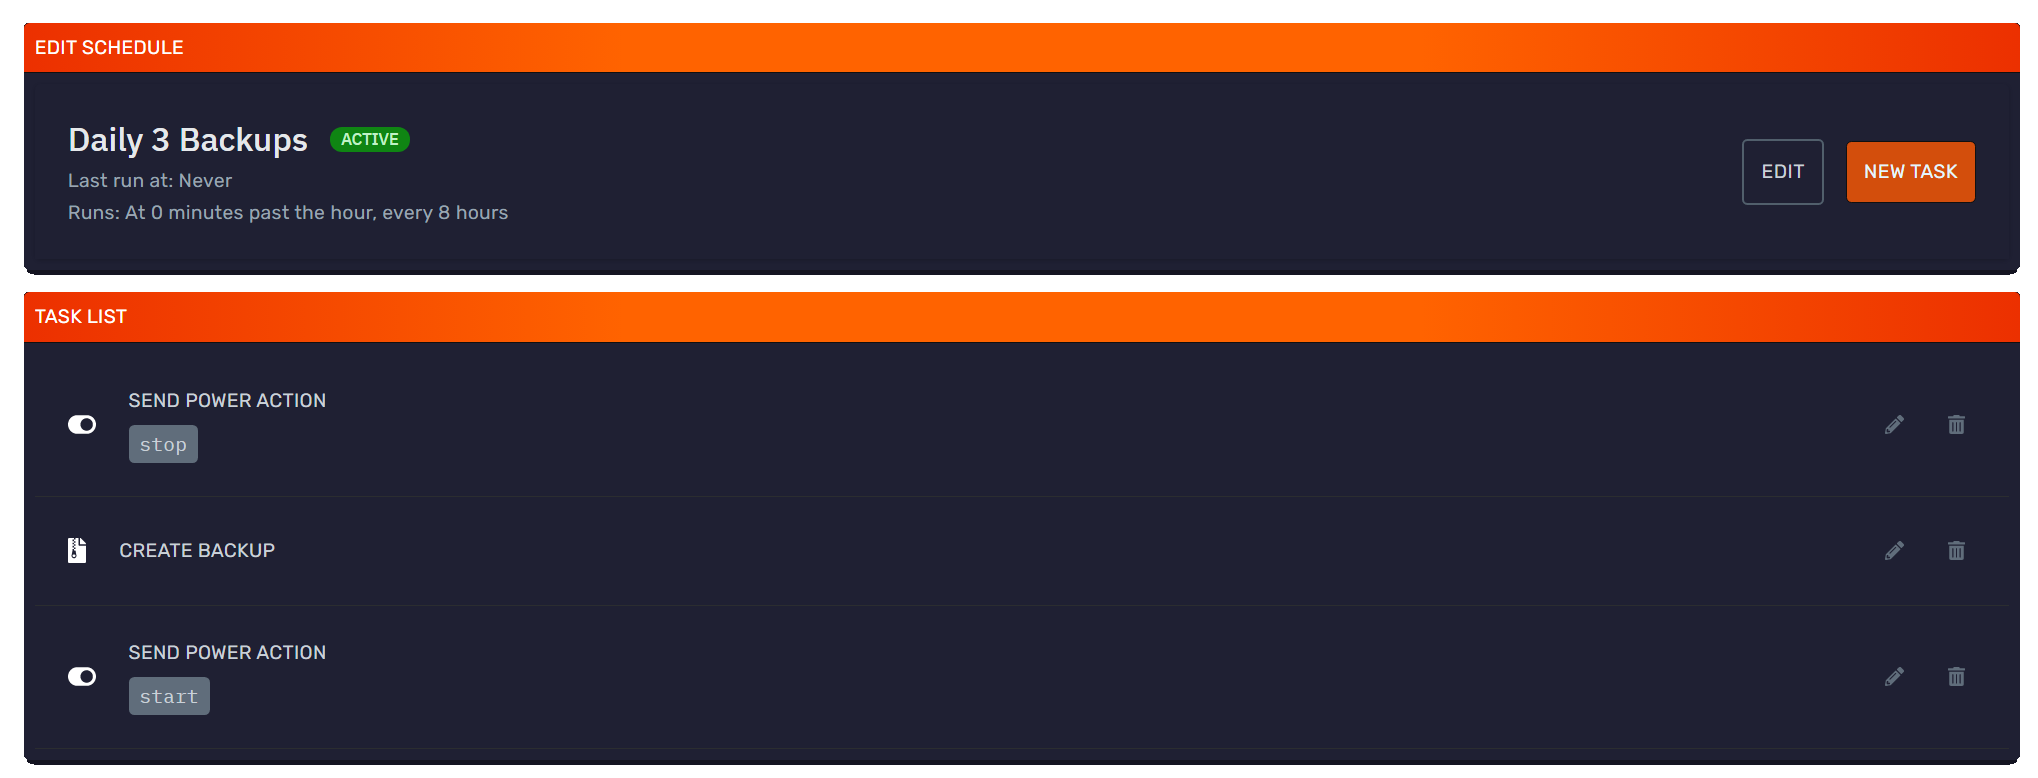 EDIT SCHEDULE
Daily 3 Backups ACTIVE
Last run at: Never
Runs: At 0 minutes past the hour, every 8 hours
EDIT NEW TASK
TASK LIST
SEND POWER ACTION
stop
CREATE BACKUP
SEND POWER ACTION
start